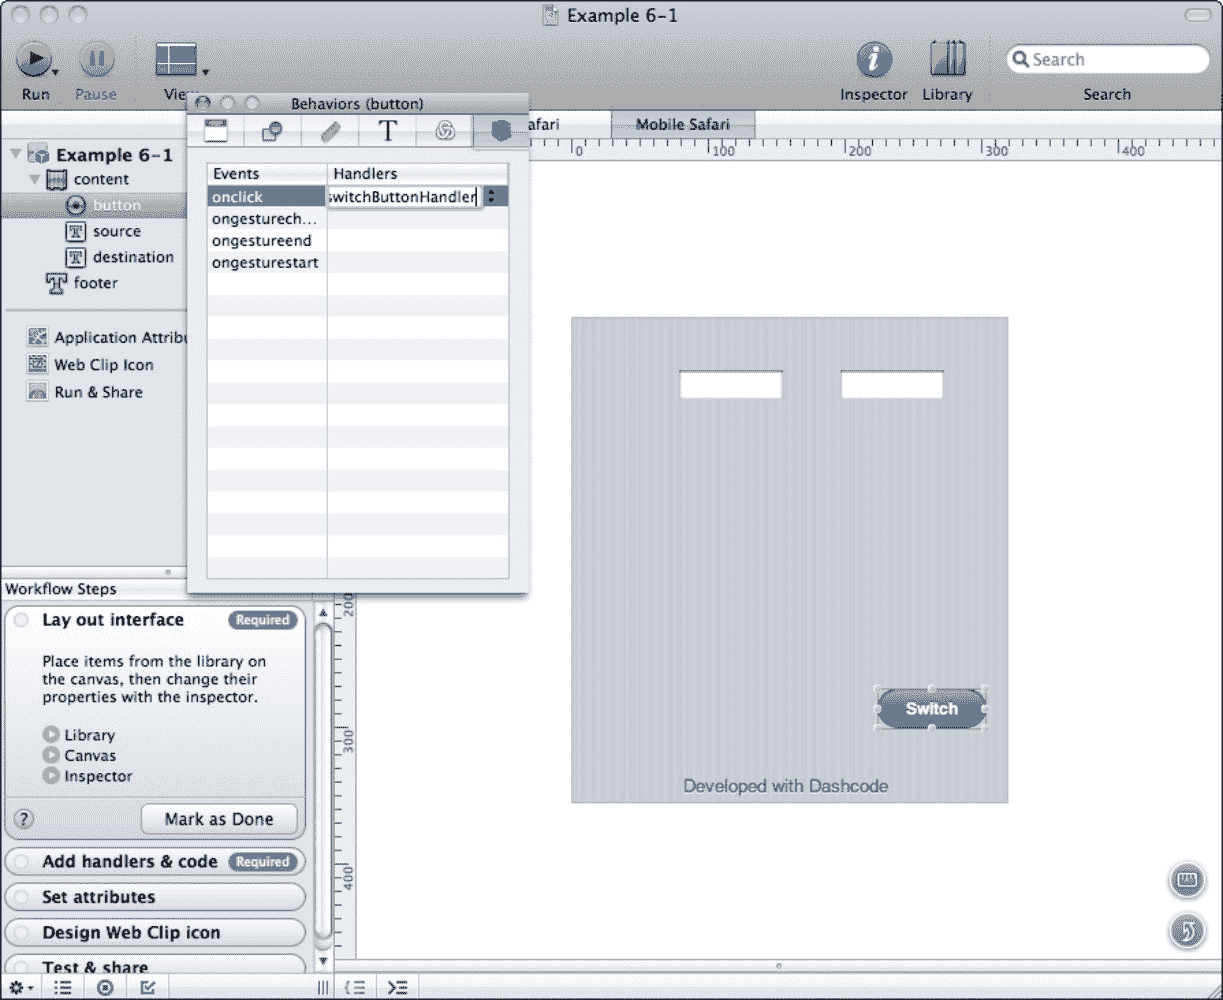 Example 6-1
Run
Pause
View
Inspector
Library
Search
Search
Behaviors (button)
afari
Mobile Safari
0 100 200 300 400
Example 6-1
content
button
source
destination
footer
Application Attribu
Web Clip Icon
Run & Share
Events Handlers
onclick switchButtonHandler
ongesturech...
ongestureend
ongesturestart
T
Switch
Developed with Dashcode
Workflow Steps
Lay out interface Required
Place items from the library on
the canvas, then change their
properties with the inspector.
Library
Canvas
Inspector
? Mark as Done
Add handlers & code Required
Set attributes
Design Web Clip icon
Test & share
200
300
400